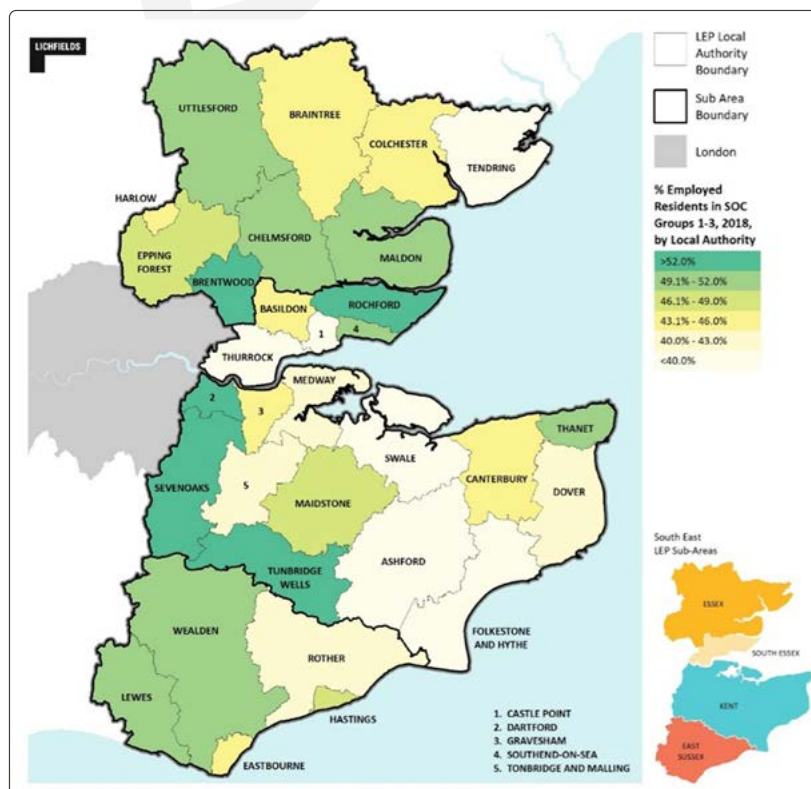 LICHFIELDS
UTTLESFORD
BRAINTREE
COLCHESTER
TENDRING
HARLOW
EPPING
FOREST
CHELMSFORD
MALDON
BRENTWOOD
BASILDON
ROCHFORD
1
4
THURROCK
MEDWAY
2
3
SWALE
THANET
SEVENOAKS
5
MAIDSTONE
CANTERBURY
DOVER
ASHFORD
TUNBRIDGE
WELLS
WEALDEN
FOLKESTONE
AND HYTHE
ROTHER
LEWES
HASTINGS
EASTBOURNE
1. CASTLE POINT
2. DARTFORD
3. GRAVESHAM
4. SOUTHEND-ON-SEA
5. TONBRIDGE AND MALLING
LEP Local
Authority
Boundary
Sub Area
Boundary
London
% Employed
Residents in SOC
Groups 1-3, 2018,
by Local Authority
>52.0%
49.1% - 52.0%
46.1% - 49.0%
43.1% - 46.0%
40.0% - 43.0%
<40.0%
South East
LEP Sub-Areas
ESSEX
SOUTH ESSEX
KENT
EAST
SUSSEX